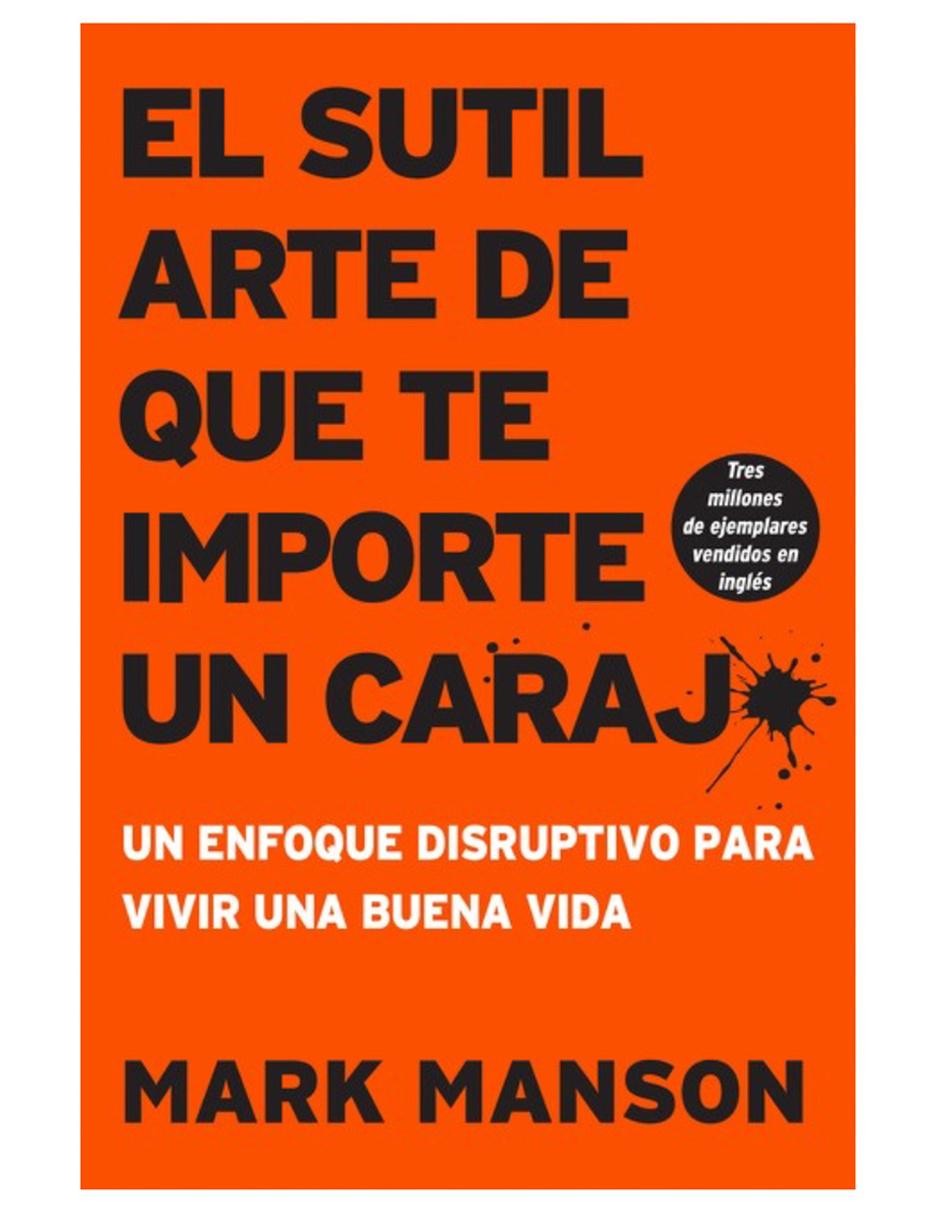 EL SUTIL
ARTE DE
QUE TE
IMPORTE
UN CARAJ
Tres
millones
de ejemplares
vendidos en
inglés
UN ENFOQUE DISRUPTIVO PARA
VIVIR UNA BUENA VIDA
MARK MANSON